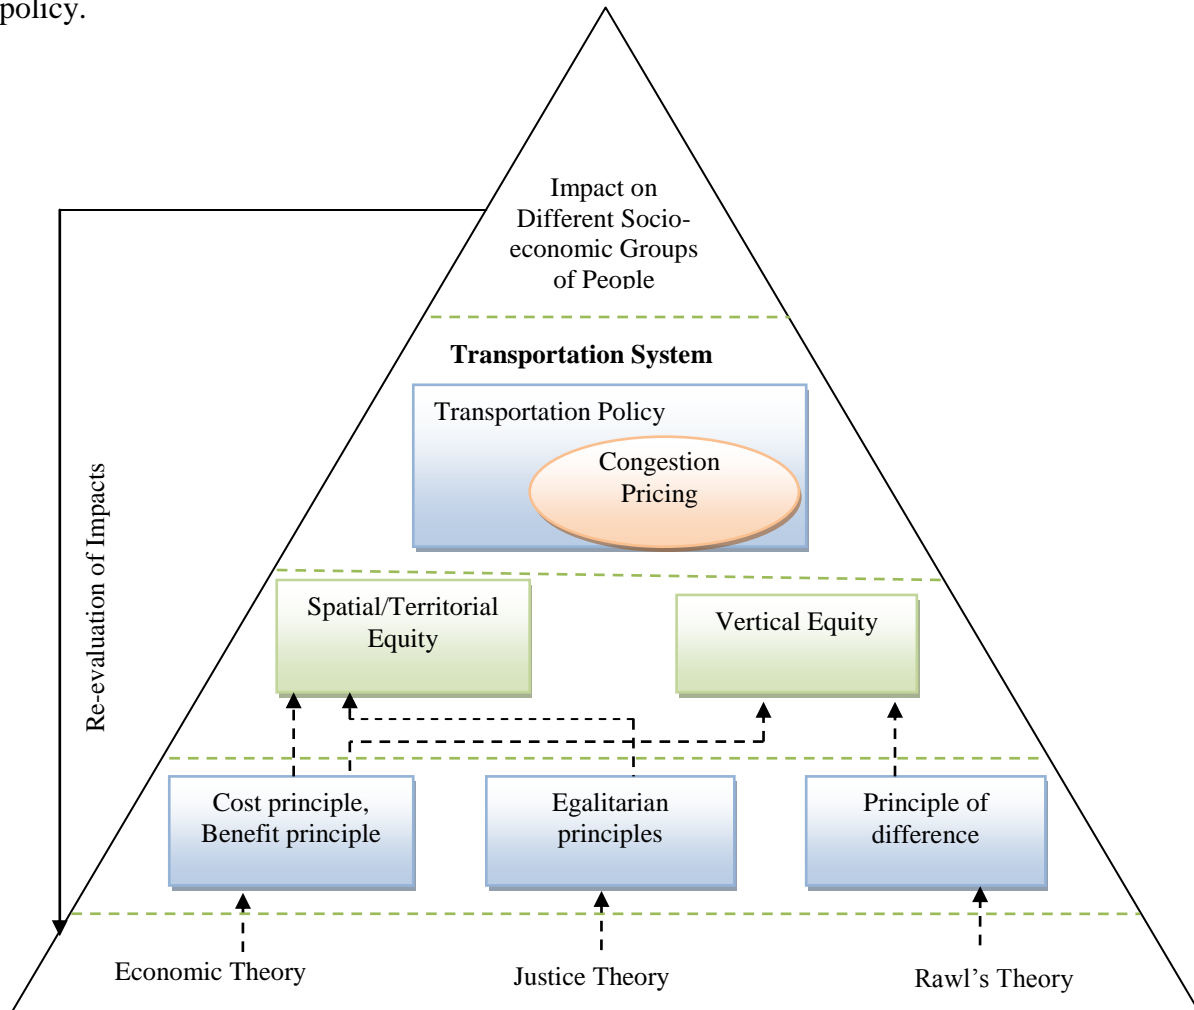 policy.
Impact on
Different Socio-
economic Groups
of People
Transportation System
Transportation Policy
Congestion
Pricing
Re-evaluation of Impacts
Spatial/Territorial
Equity
Vertical Equity
Cost principle,
Benefit principle
Egalitarian
principles
Principle of
difference
Economic Theory
Justice Theory
Rawl’s Theory